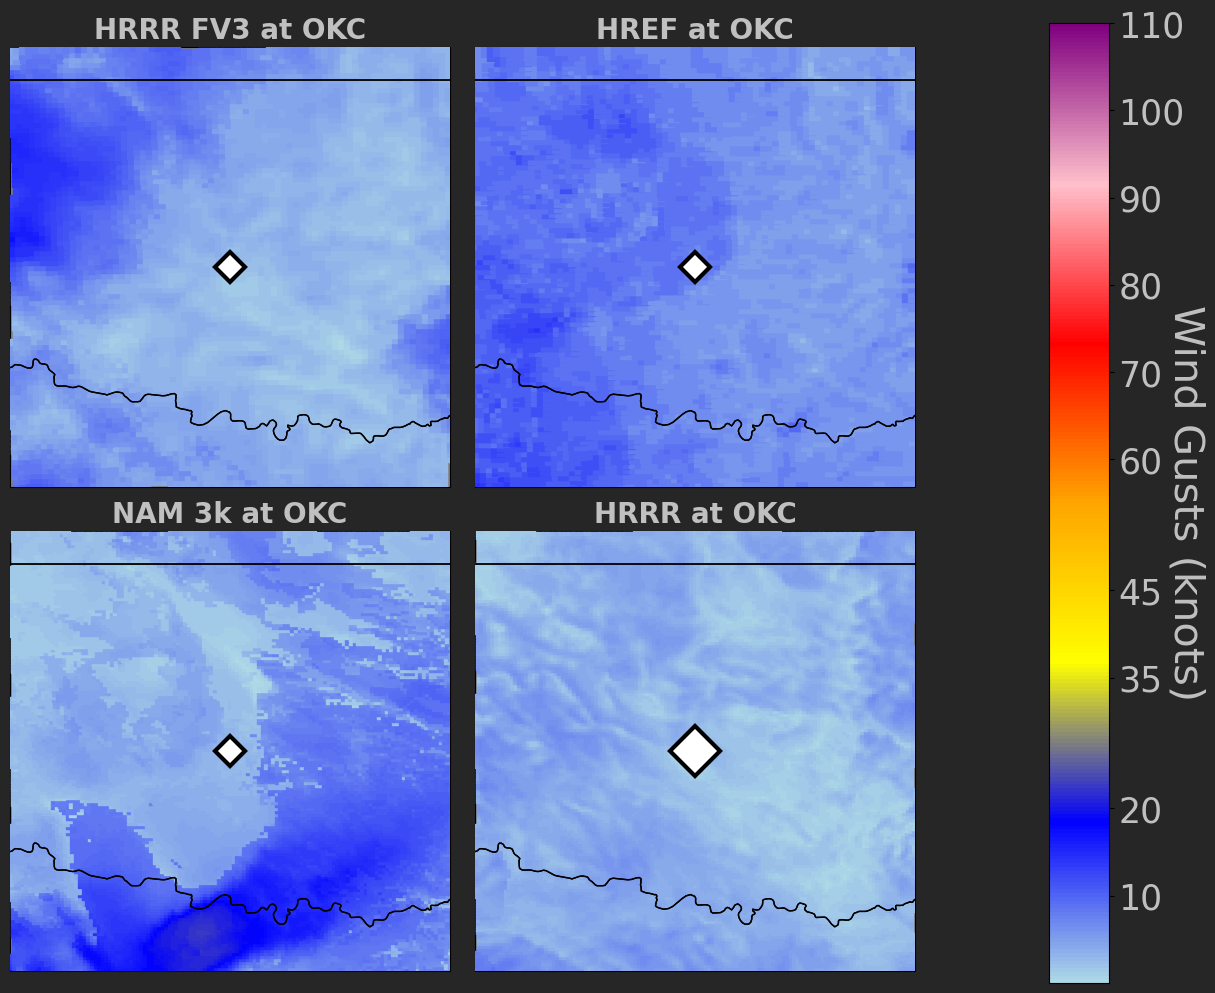 HRRR FV3 at OKC
HREF at OKC
NAM 3k at OKC
HRRR at OKC
110
100
90
80
70
60
45
35
20
10
Wind Gusts (knots)